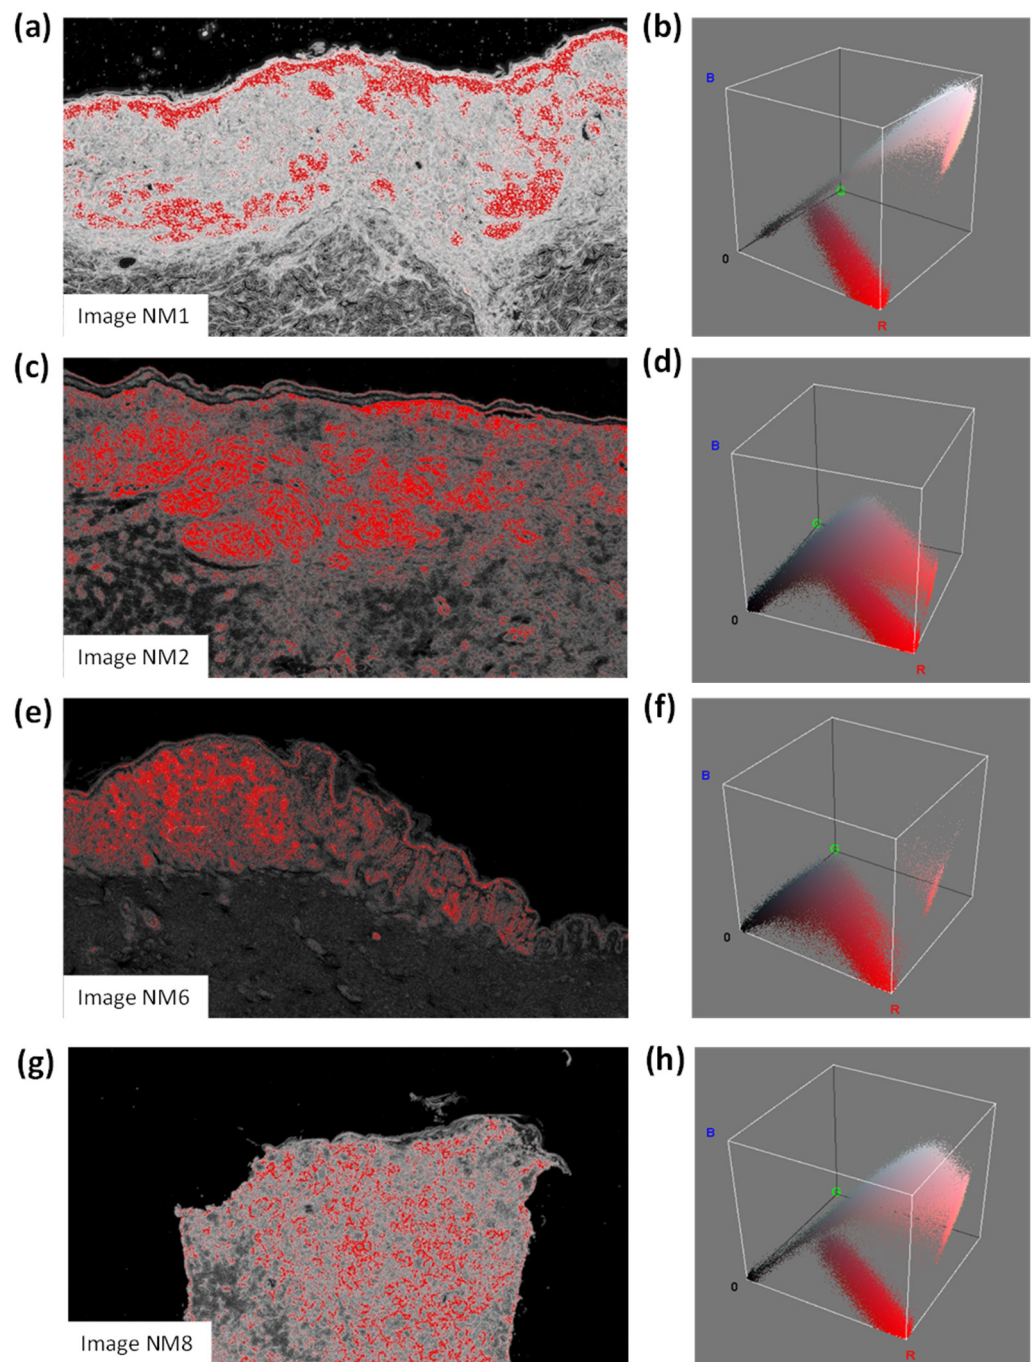 (a)
Image NM1
(b)
B
G
0
R
(c)
Image NM2
(d)
B
G
0
R
(e)
Image NM6
(f)
B
G
0
R
(g)
Image NM8
(h)
B
G
0
R